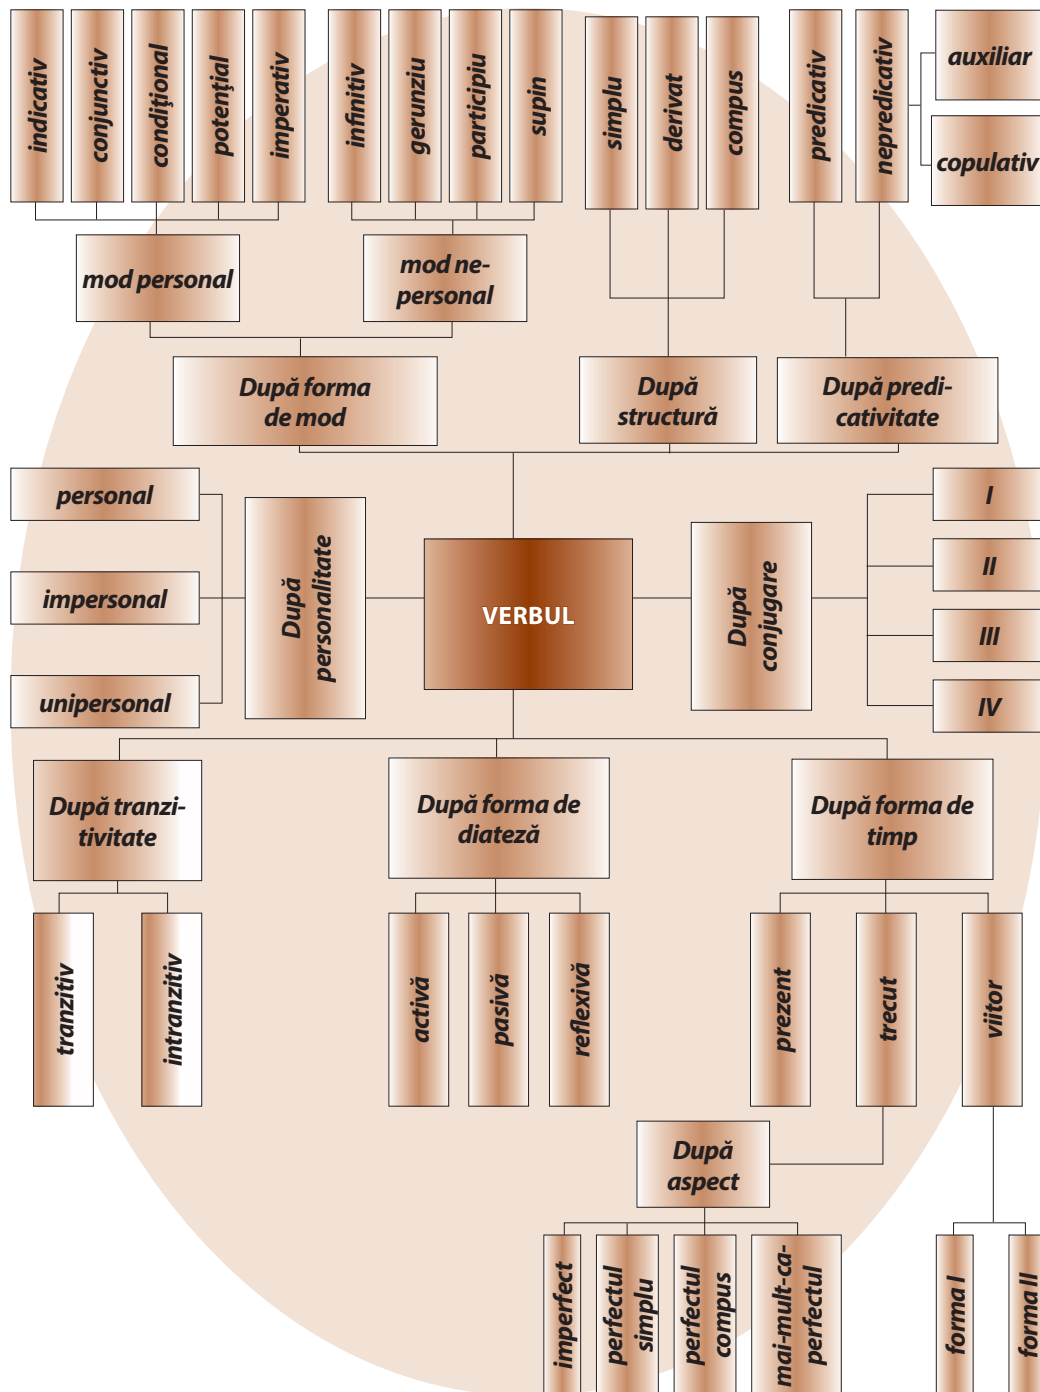 indicativ
conjunctiv
condiţional
potenţial
imperativ
infinitiv
gerunziu
participiu
supin
simplu
derivat
compus
predicativ
nepredicativ
auxiliar
copulativ
mod personal
mod ne-
personal
După forma
de mod
După
structură
După predi-
cativitate
personal
impersonal
unipersonal
După
personalitate
VERBUL
După
conjugare
I
II
III
IV
După tranzi-
tivitate
După forma de
diateză
După forma de
timp
tranzitiv
intranzitiv
activă
pasivă
reflexivă
prezent
trecut
viitor
După
aspect
imperfect
perfectul
simplu
perfectul
compus
mai-mult-ca-
perfectul
forma I
forma II